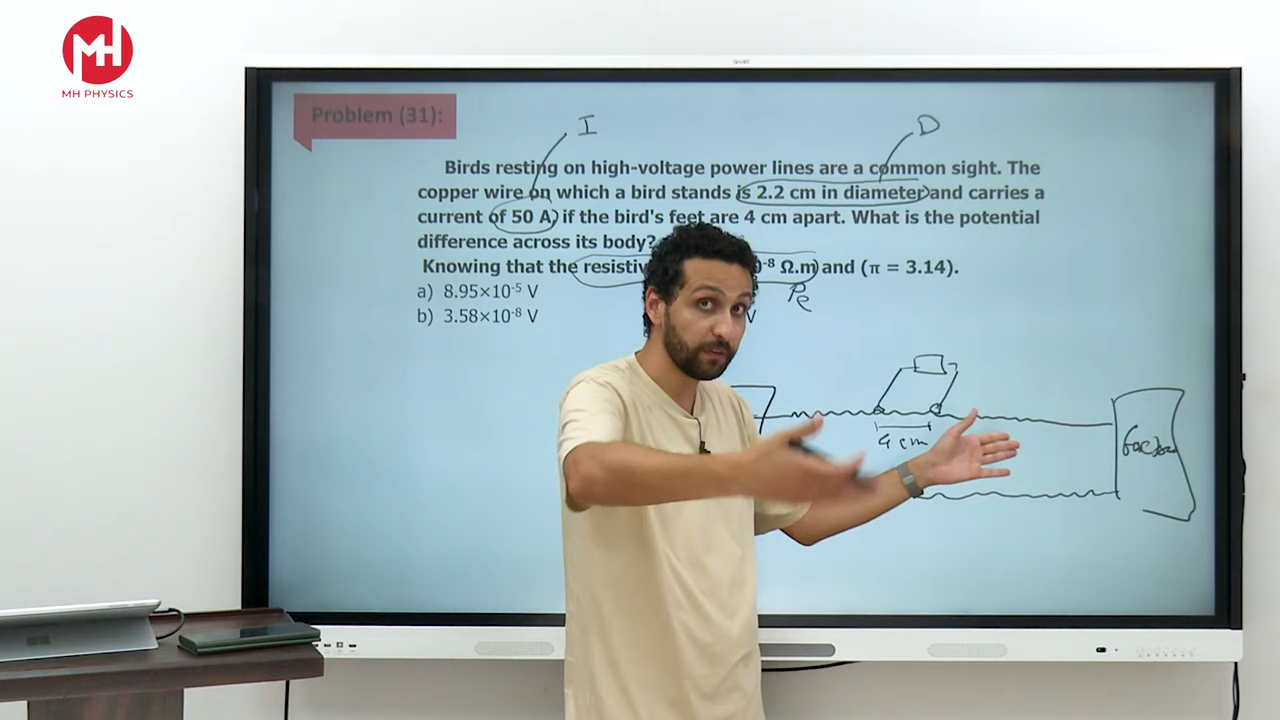 MH
MH PHYSICS
SMART
Problem (31):
I
D
Birds resting on high-voltage power lines are a common sight. The
copper wire on which a bird stands is 2.2 cm in diameter and carries a
current of 50 A, if the bird's feet are 4 cm apart. What is the potential
difference across its body?
Knowing that the -8 Ω.m and (π = 3.14).
ρe
a) 8.95×10-5 V
b) 3.58×10-8 V
V
4 cm